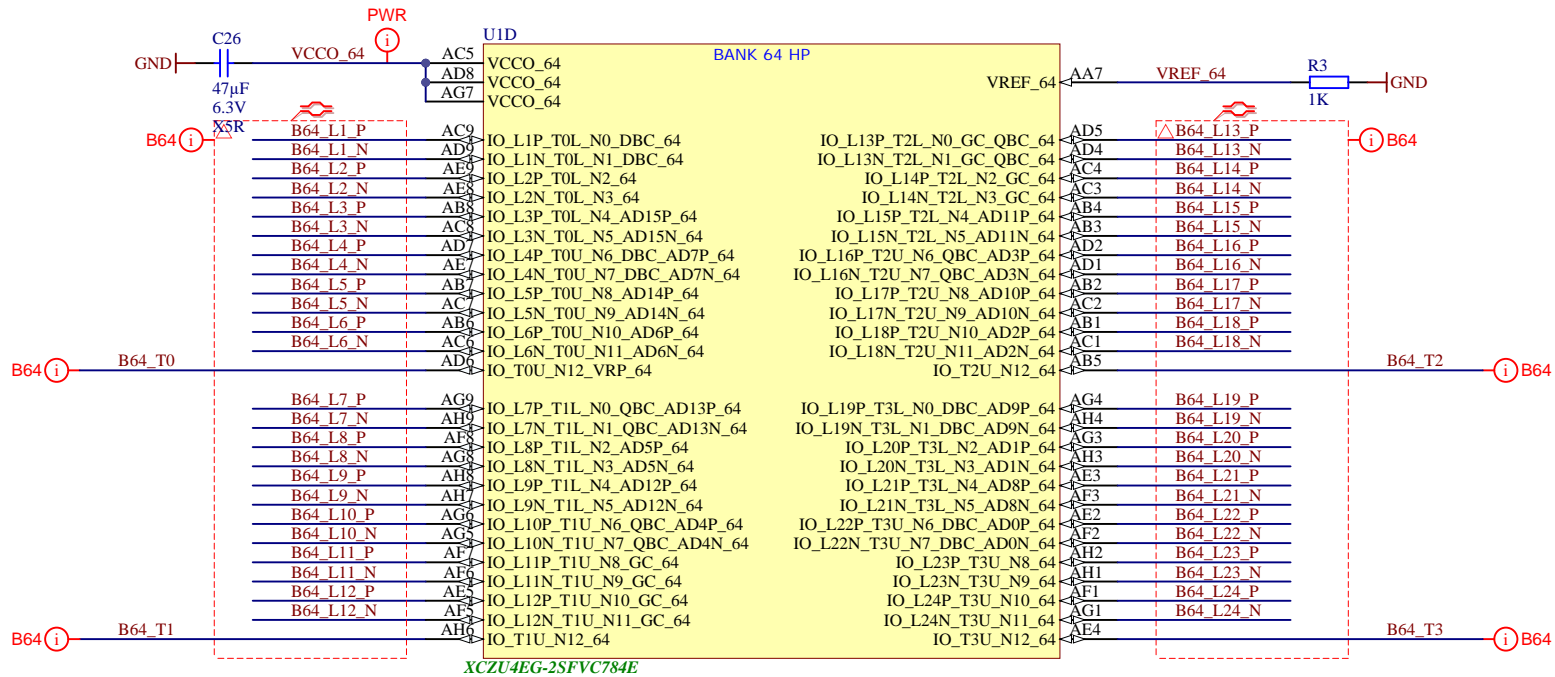 PWR
C26
VCCO_64
GND
47µF
6.3V
X5R
U1D
BANK 64 HP
AC5 VCCO_64
AD8 VCCO_64
AG7 VCCO_64
VREF_64 AA7 VREF_64
R3
1K
GND
B64 B64_L1_P AC9 IO_L1P_T0L_N0_DBC_64 IO_L13P_T2L_N0_GC_QBC_64 AD5 B64_L13_P B64
B64_L1_N AD9 IO_L1N_T0L_N1_DBC_64 IO_L13N_T2L_N1_GC_QBC_64 AD4 B64_L13_N
B64_L2_P AE9 IO_L2P_T0L_N2_64 IO_L14P_T2L_N2_GC_64 AC4 B64_L14_P
B64_L2_N AE8 IO_L2N_T0L_N3_64 IO_L14N_T2L_N3_GC_64 AC3 B64_L14_N
B64_L3_P AB8 IO_L3P_T0L_N4_AD15P_64 IO_L15P_T2L_N4_AD11P_64 AB4 B64_L15_P
B64_L3_N AC8 IO_L3N_T0L_N5_AD15N_64 IO_L15N_T2L_N5_AD11N_64 AB3 B64_L15_N
B64_L4_P AD7 IO_L4P_T0U_N6_DBC_AD7P_64 IO_L16P_T2U_N6_QBC_AD3P_64 AD2 B64_L16_P
B64_L4_N AE7 IO_L4N_T0U_N7_DBC_AD7N_64 IO_L16N_T2U_N7_QBC_AD3N_64 AD1 B64_L16_N
B64_L5_P AB7 IO_L5P_T0U_N8_AD14P_64 IO_L17P_T2U_N8_AD10P_64 AB2 B64_L17_P
B64_L5_N AC7 IO_L5N_T0U_N9_AD14N_64 IO_L17N_T2U_N9_AD10N_64 AC2 B64_L17_N
B64_L6_P AB6 IO_L6P_T0U_N10_AD6P_64 IO_L18P_T2U_N10_AD2P_64 AB1 B64_L18_P
B64_L6_N AC6 IO_L6N_T0U_N11_AD6N_64 IO_L18N_T2U_N11_AD2N_64 AC1 B64_L18_N
B64 B64_T0 AD6 IO_T0U_N12_VRP_64 IO_T2U_N12_64 AB5 B64_T2 B64
B64_L7_P AG9 IO_L7P_T1L_N0_QBC_AD13P_64 IO_L19P_T3L_N0_DBC_AD9P_64 AG4 B64_L19_P
B64_L7_N AH9 IO_L7N_T1L_N1_QBC_AD13N_64 IO_L19N_T3L_N1_DBC_AD9N_64 AH4 B64_L19_N
B64_L8_P AF8 IO_L8P_T1L_N2_AD5P_64 IO_L20P_T3L_N2_AD1P_64 AG3 B64_L20_P
B64_L8_N AG8 IO_L8N_T1L_N3_AD5N_64 IO_L20N_T3L_N3_AD1N_64 AH3 B64_L20_N
B64_L9_P AH8 IO_L9P_T1L_N4_AD12P_64 IO_L21P_T3L_N4_AD8P_64 AE3 B64_L21_P
B64_L9_N AH7 IO_L9N_T1L_N5_AD12N_64 IO_L21N_T3L_N5_AD8N_64 AF3 B64_L21_N
B64_L10_P AG6 IO_L10P_T1U_N6_QBC_AD4P_64 IO_L22P_T3U_N6_DBC_AD0P_64 AE2 B64_L22_P
B64_L10_N AG5 IO_L10N_T1U_N7_QBC_AD4N_64 IO_L22N_T3U_N7_DBC_AD0N_64 AF2 B64_L22_N
B64_L11_P AF7 IO_L11P_T1U_N8_GC_64 IO_L23P_T3U_N8_64 AH2 B64_L23_P
B64_L11_N AF6 IO_L11N_T1U_N9_GC_64 IO_L23N_T3U_N9_64 AH1 B64_L23_N
B64_L12_P AE5 IO_L12P_T1U_N10_GC_64 IO_L24P_T3U_N10_64 AF1 B64_L24_P
B64_L12_N AF5 IO_L12N_T1U_N11_GC_64 IO_L24N_T3U_N11_64 AG1 B64_L24_N
B64 B64_T1 AH6 IO_T1U_N12_64 IO_T3U_N12_64 AE4 B64_T3 B64
XCZU4EG-2SFVC784E